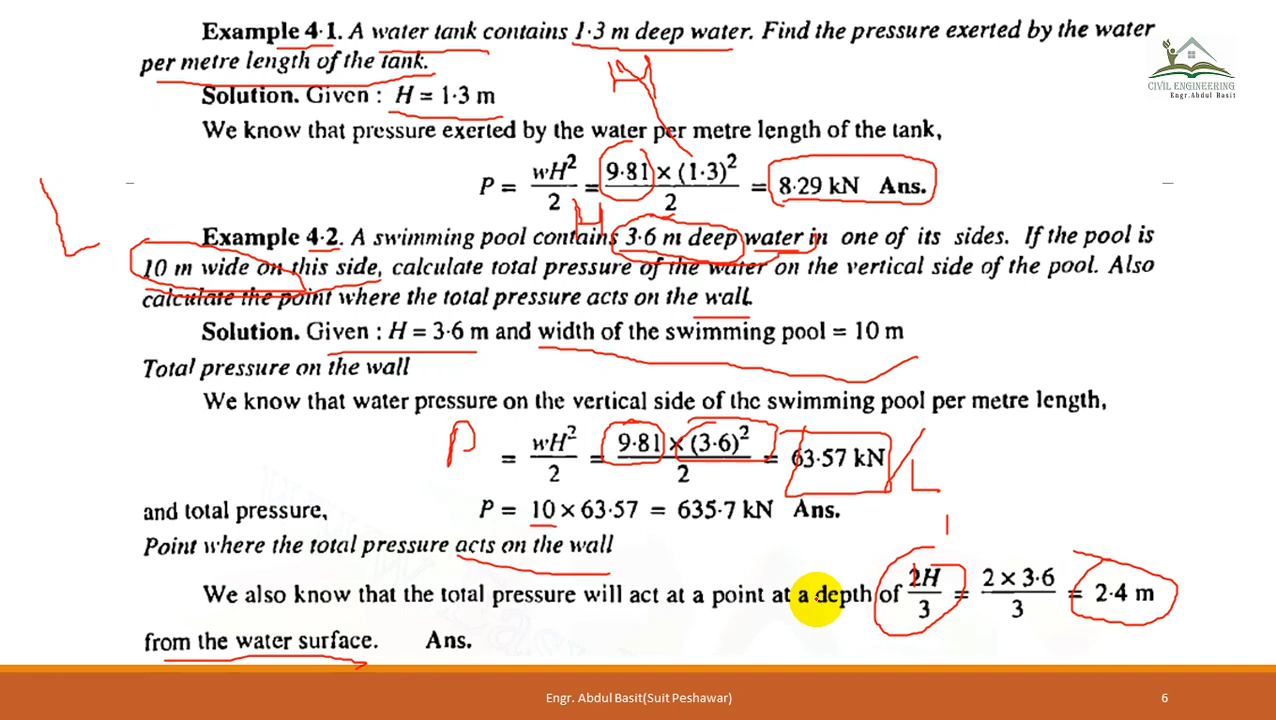 Example 4·1. A water tank contains 1·3 m deep water. Find the pressure exerted by the water
per metre length of the tank.
CIVIL ENGINEERING
Engr.Abdul Basit
Solution. Given : H = 1·3 m
H
We know that pressure exerted by the water per metre length of the tank,
P = wH²/2 = 9·81 × (1·3)²/2 = 8·29 kN Ans.
L
H
Example 4·2. A swimming pool contains 3·6 m deep water in one of its sides. If the pool is
10 m wide on this side, calculate total pressure of the water on the vertical side of the pool. Also
calculate the point where the total pressure acts on the wall.
Solution. Given : H = 3·6 m and width of the swimming pool = 10 m
Total pressure on the wall
We know that water pressure on the vertical side of the swimming pool per metre length,
P = wH²/2 = 9·81 × (3·6)²/2 = 63·57 kN / L
and total pressure, P = 10 × 63·57 = 635·7 kN Ans.
Point where the total pressure acts on the wall
We also know that the total pressure will act at a point at a depth of 2H/3 = 2 × 3·6/3 = 2·4 m
from the water surface. Ans.
Engr. Abdul Basit(Suit Peshawar)
6